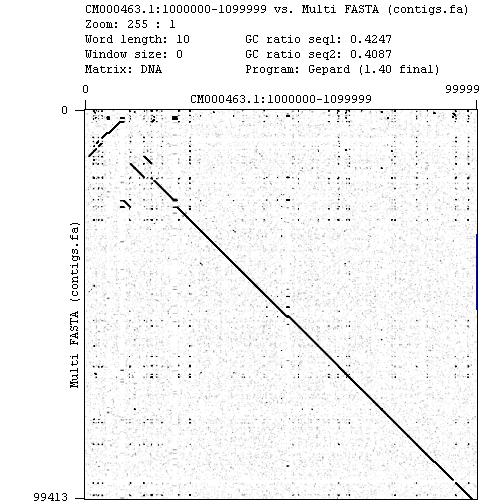 CM000463.1:1000000-1099999 vs. Multi FASTA (contigs.fa)
Zoom: 255 : 1
Word length: 10 GC ratio seq1: 0.4247
Window size: 0 GC ratio seq2: 0.4087
Matrix: DNA Program: Gepard (1.40 final)
0 99999
CM000463.1:1000000-1099999
0
Multi FASTA (contigs.fa)
99413